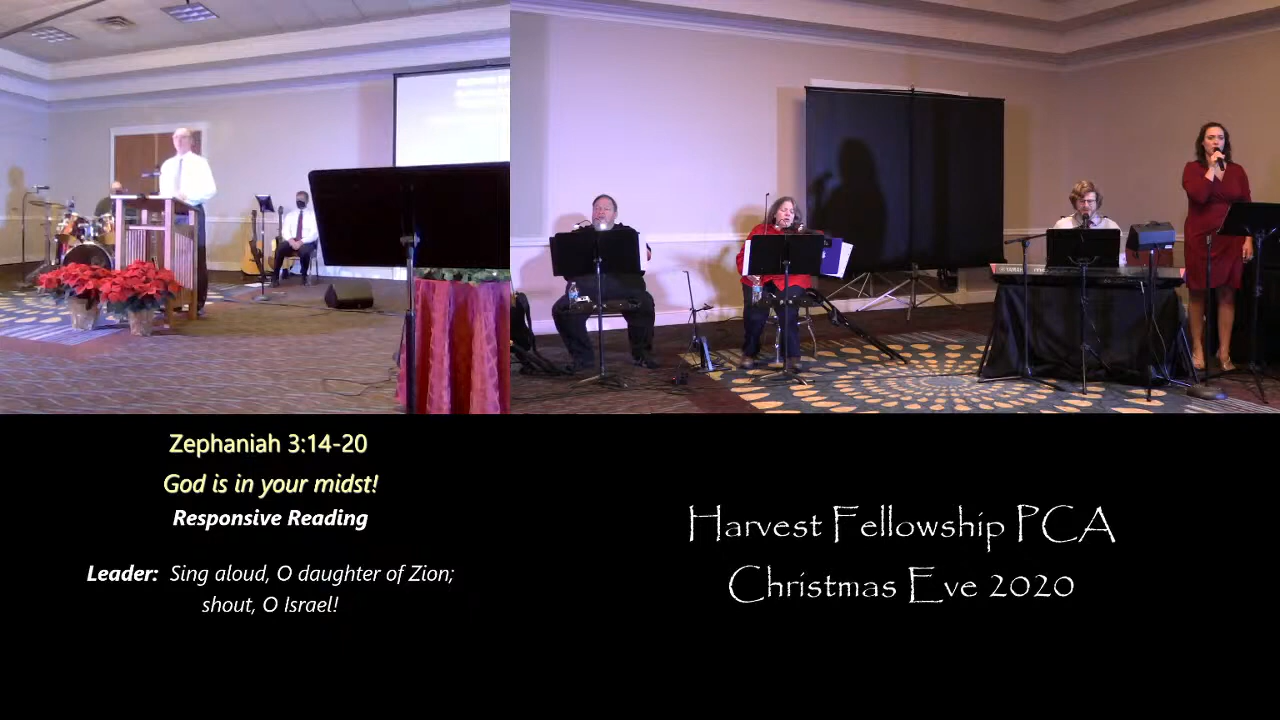 Zephaniah 3:14-20
God is in your midst!
Responsive Reading
Leader: Sing aloud, O daughter of Zion;
shout, O Israel!
Harvest Fellowship PCA
Christmas Eve 2020
YAMAHA